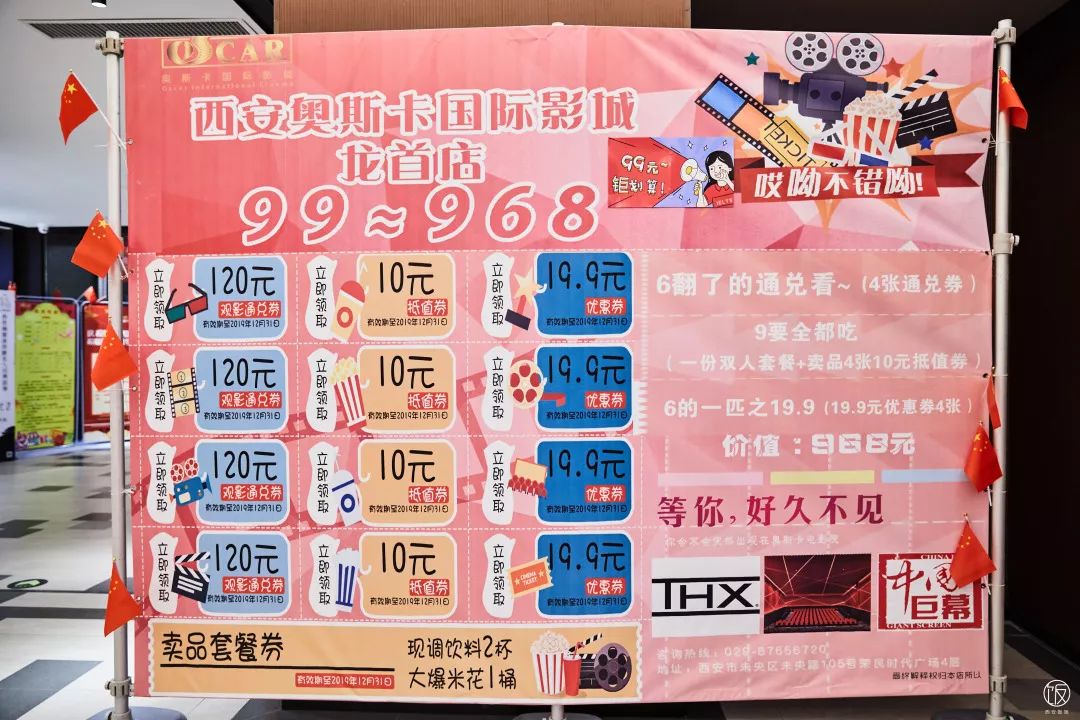 OSCAR
奥斯卡国际影城
Oscar International Cinema
西安奥斯卡国际影城
龙首店
99~968
99元~
钜划算!
哎呦不错呦!
立即领取
120元
观影通兑券
有效期至2019年12月31日
立即领取
10元
抵值券
有效期至2019年12月31日
立即领取
19.9元
优惠券
有效期至2019年12月31日
立即领取
120元
观影通兑券
有效期至2019年12月31日
立即领取
10元
抵值券
有效期至2019年12月31日
立即领取
19.9元
优惠券
有效期至2019年12月31日
立即领取
120元
观影通兑券
有效期至2019年12月31日
立即领取
10元
抵值券
有效期至2019年12月31日
立即领取
19.9元
优惠券
有效期至2019年12月31日
立即领取
120元
观影通兑券
有效期至2019年12月31日
立即领取
10元
抵值券
有效期至2019年12月31日
立即领取
CINEMA
TICKET
19.9元
优惠券
有效期至2019年12月31日
6翻了的通兑看~(4张通兑券)
9要全都吃
(一份双人套餐+卖品4张10元抵值券)
6的一匹之19.9(19.9元优惠券4张)
价值:968元
等你,好久不见
你会不会突然出现在奥斯卡电影院
THX
CHINA
中国巨幕
GIANT SCREEN
卖品套餐券
有效期至2019年12月31日
现调饮料2杯
大爆米花1桶
咨询热线:029-87656720
地址:西安市未央区未央路105号荣民时代广场4层
最终解释权归本店所以